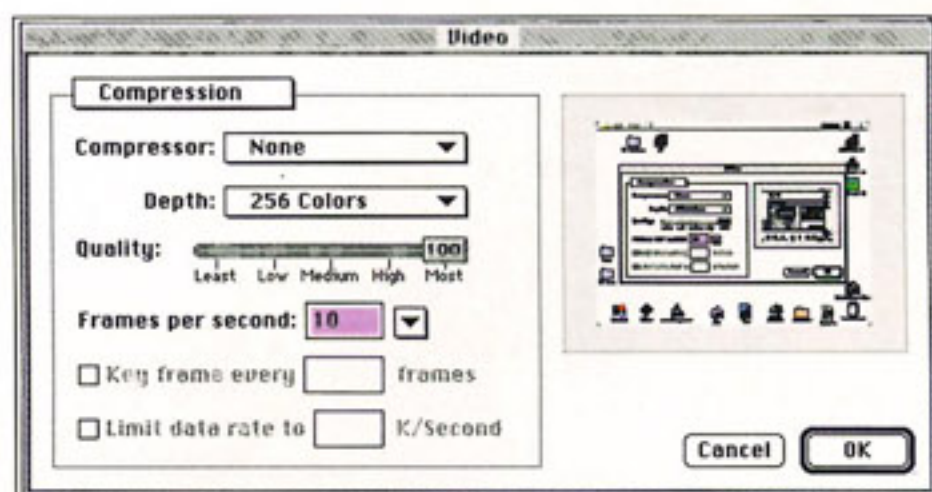 Video
Compression
Compressor: None
Depth: 256 Colors
Quality: 100
Least Low Medium High Most
Frames per second: 10
Key frame every frames
Limit data rate to K/Second
Cancel OK